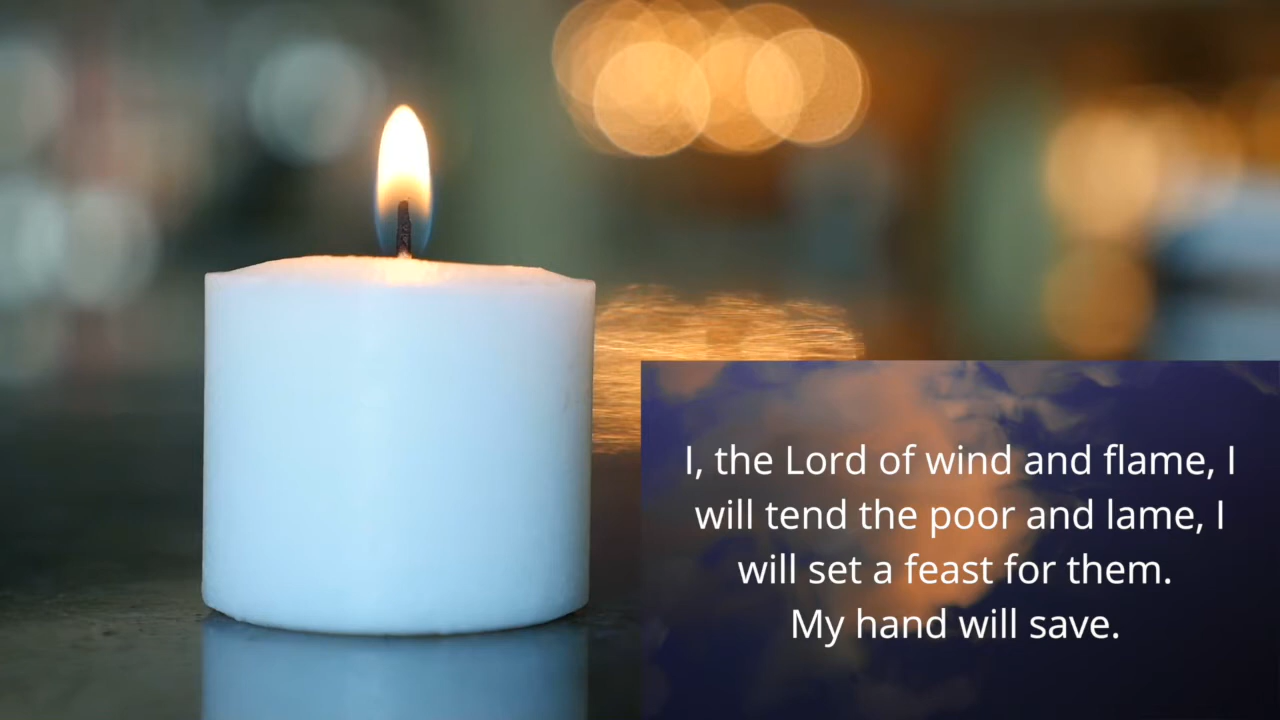 I, the Lord of wind and flame, I
will tend the poor and lame, I
will set a feast for them.
My hand will save.